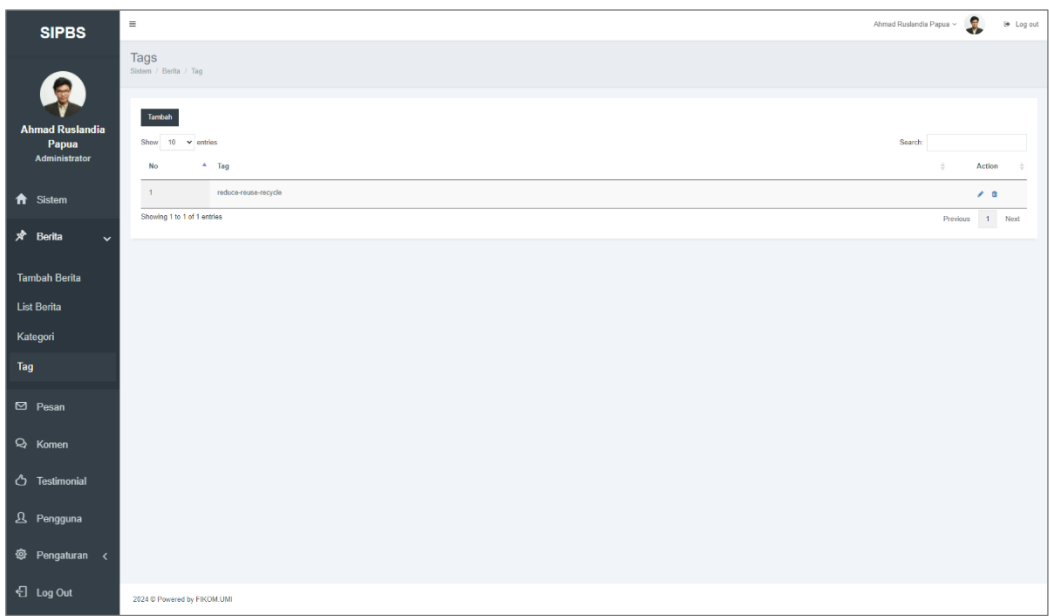 SIPBS
Ahmad Ruslandia Papua
Log out
Tags
Sistem / Berita / Tag
Ahmad Ruslandia
Papua
Administrator
Tambah
Show 10 entries
Search:
No Tag Action
1 reduce-reuse-recycle
Showing 1 to 1 of 1 entries
Previous 1 Next
Sistem
Berita
Tambah Berita
List Berita
Kategori
Tag
Pesan
Komen
Testimonial
Pengguna
Pengaturan
Log Out
2024 © Powered by FIKOM.UMI